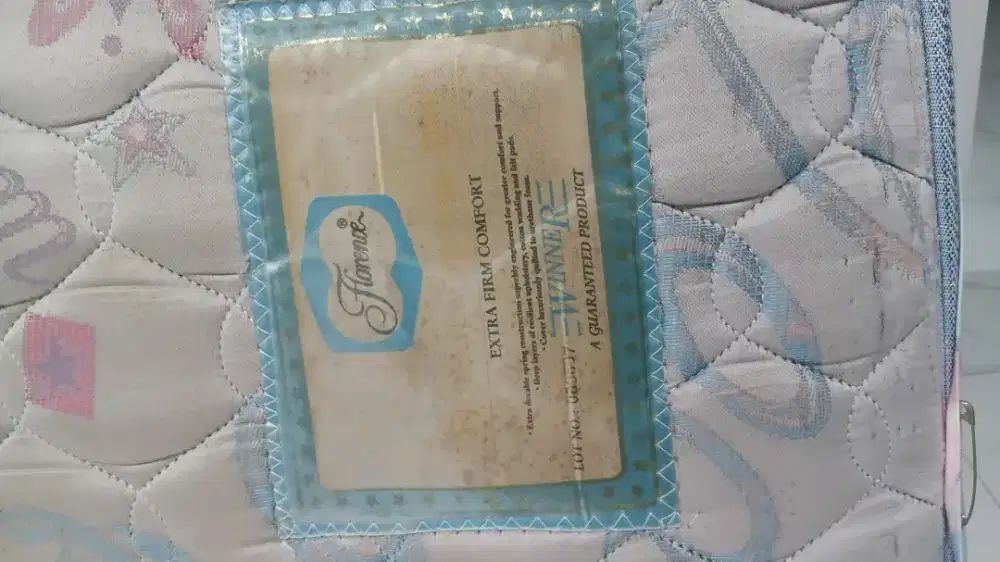 Florence®
EXTRA FIRM COMFORT
• Extra durable spring construction superbly engineered for greater comfort and support.
• Deep layers of resilient upholstery, cotton wadding and felt pads.
• Cover luxuriously quilted to urethane foam.
WINNER
LOT NO.:
A GUARANTEED PRODUCT